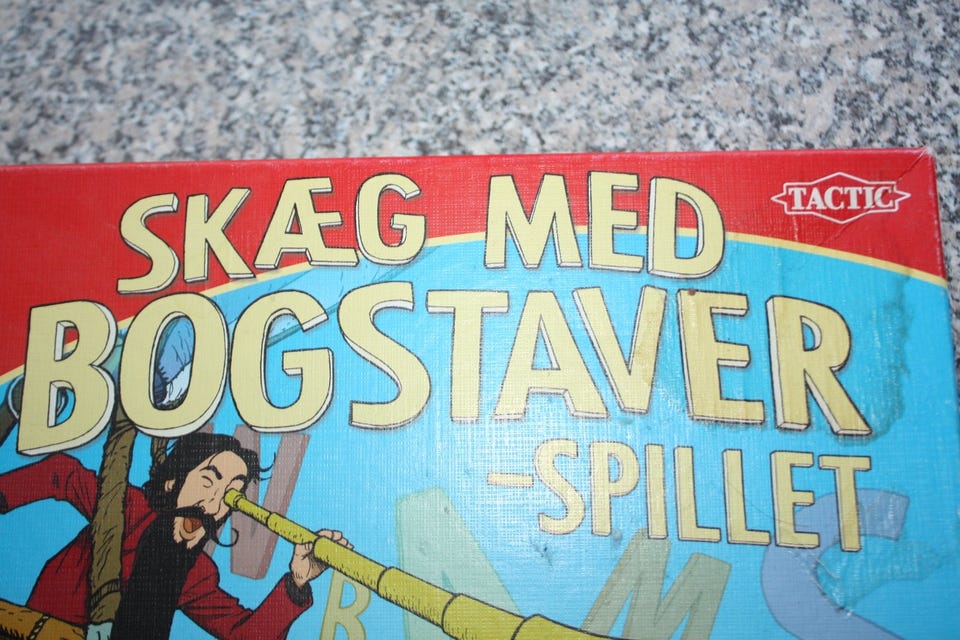 SKÆG MED
TACTIC
BOGSTAVER
-SPILLET
B
A
M
S